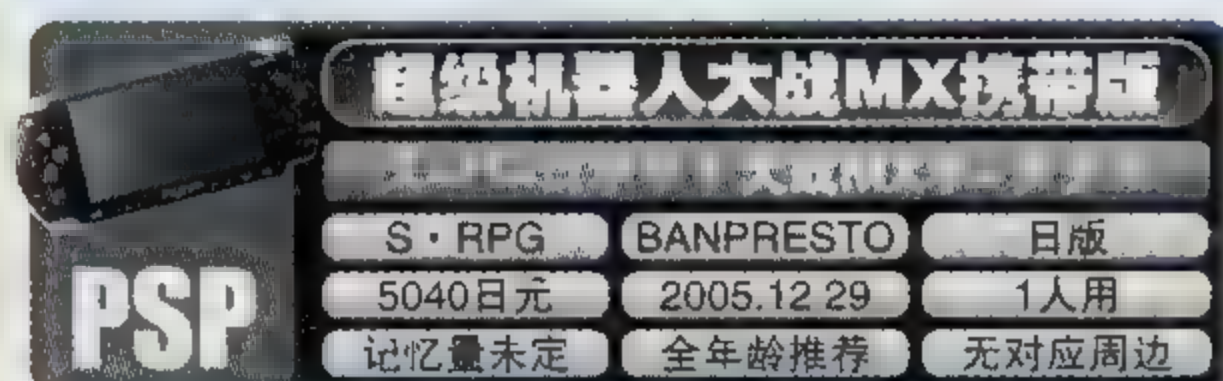 超级机器人大战MX携带版
S·RPG
BANPRESTO
日版
5040日元
2005.12 29
1人用
PSP
记忆量未定
全年龄推荐
无对应周边